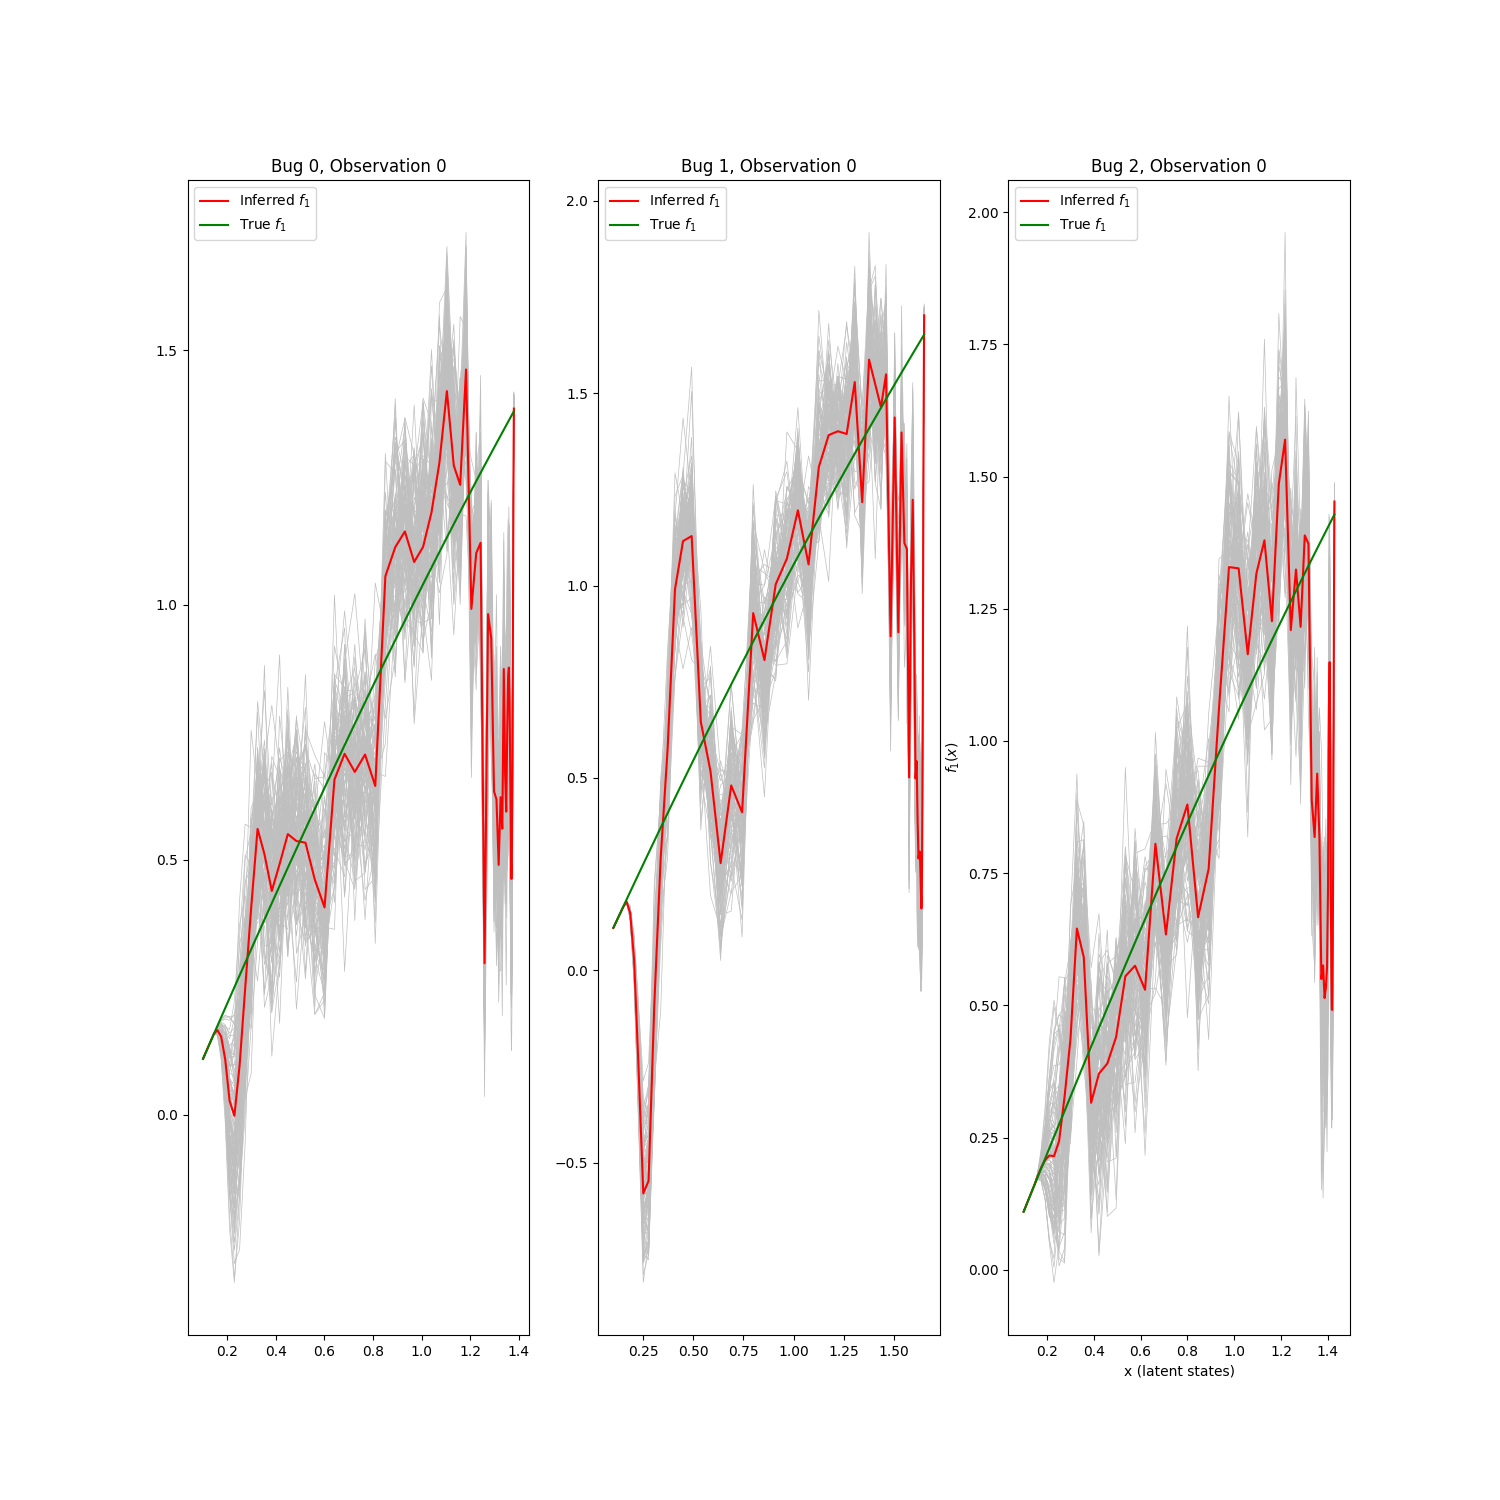 Bug 0, Observation 0
Inferred f₁
True f₁
1.5
1.0
0.5
0.0
0.2 0.4 0.6 0.8 1.0 1.2 1.4
Bug 1, Observation 0
Inferred f₁
True f₁
2.0
1.5
1.0
0.5
0.0
−0.5
0.25 0.50 0.75 1.00 1.25 1.50
Bug 2, Observation 0
Inferred f₁
True f₁
f₁(x)
2.00
1.75
1.50
1.25
1.00
0.75
0.50
0.25
0.00
0.2 0.4 0.6 0.8 1.0 1.2 1.4
x (latent states)